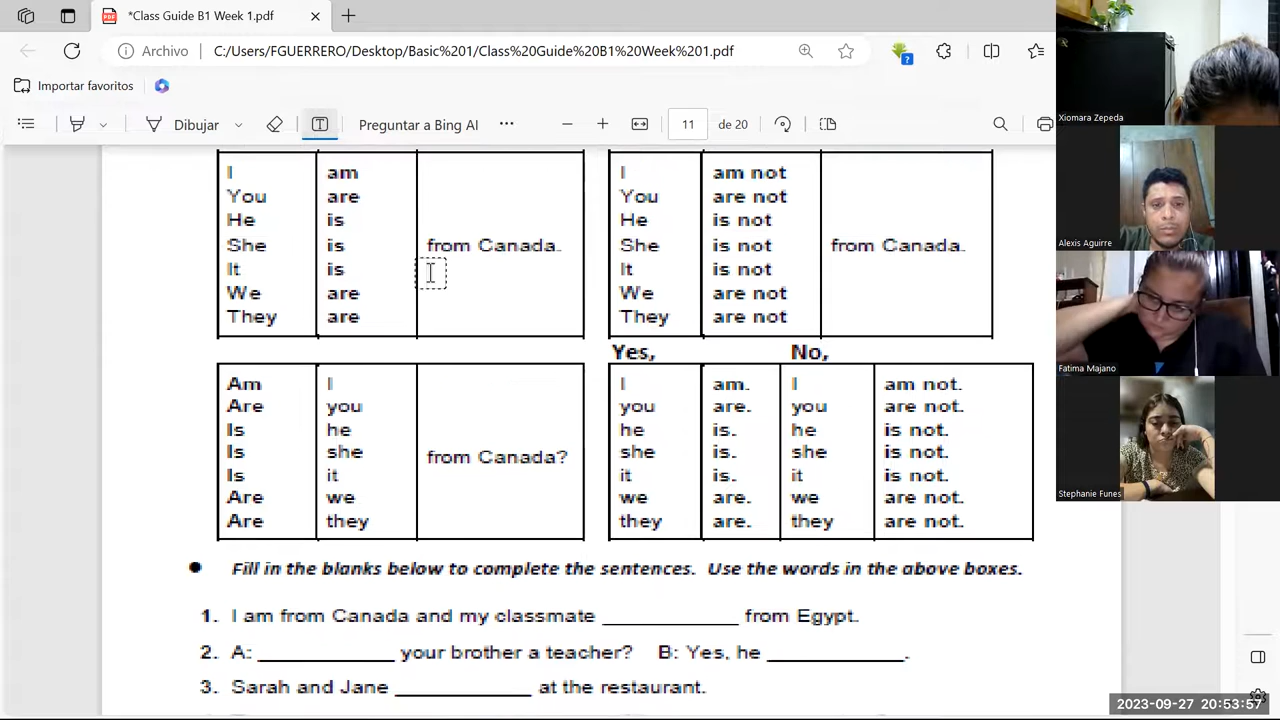 *Class Guide B1 Week 1.pdf
Archivo C:/Users/FGUERRERO/Desktop/Basic%201/Class%20Guide%20B1%20Week%201.pdf
Importar favoritos
Dibujar Preguntar a Bing AI 11 de 20
I am
You are
He is
She is from Canada.
It is
We are
They are
I am not
You are not
He is not
She is not from Canada.
It is not
We are not
They are not
Am I
Are you
Is he
Is she from Canada?
Is it
Are we
Are they
Yes, No,
I am. I am not.
you are. you are not.
he is. he is not.
she is. she is not.
it is. it is not.
we are. we are not.
they are. they are not.
Fill in the blanks below to complete the sentences. Use the words in the above boxes.
1. I am from Canada and my classmate __________ from Egypt.
2. A: __________ your brother a teacher? B: Yes, he __________.
3. Sarah and Jane __________ at the restaurant.
Xiomara Zepeda
Alexis Aguirre
Fatima Majano
Stephanie Funes
2023-09-27 20:53:57